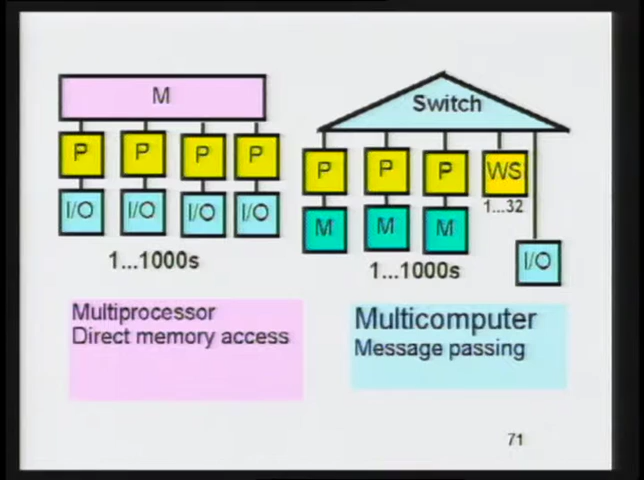 M
P P P P
I/O I/O I/O I/O
1...1000s
Multiprocessor
Direct memory access
Switch
P P P WS
1...32
M M M
I/O
1...1000s
Multicomputer
Message passing
71